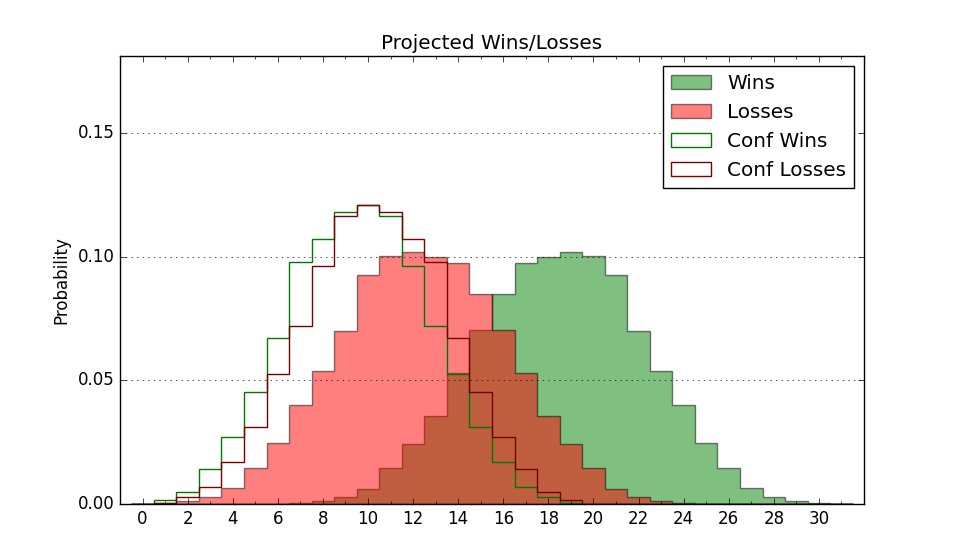 Projected Wins/Losses
Wins
Losses
Conf Wins
Conf Losses
Probability
0.15
0.10
0.05
0.00
0 2 4 6 8 10 12 14 16 18 20 22 24 26 28 30